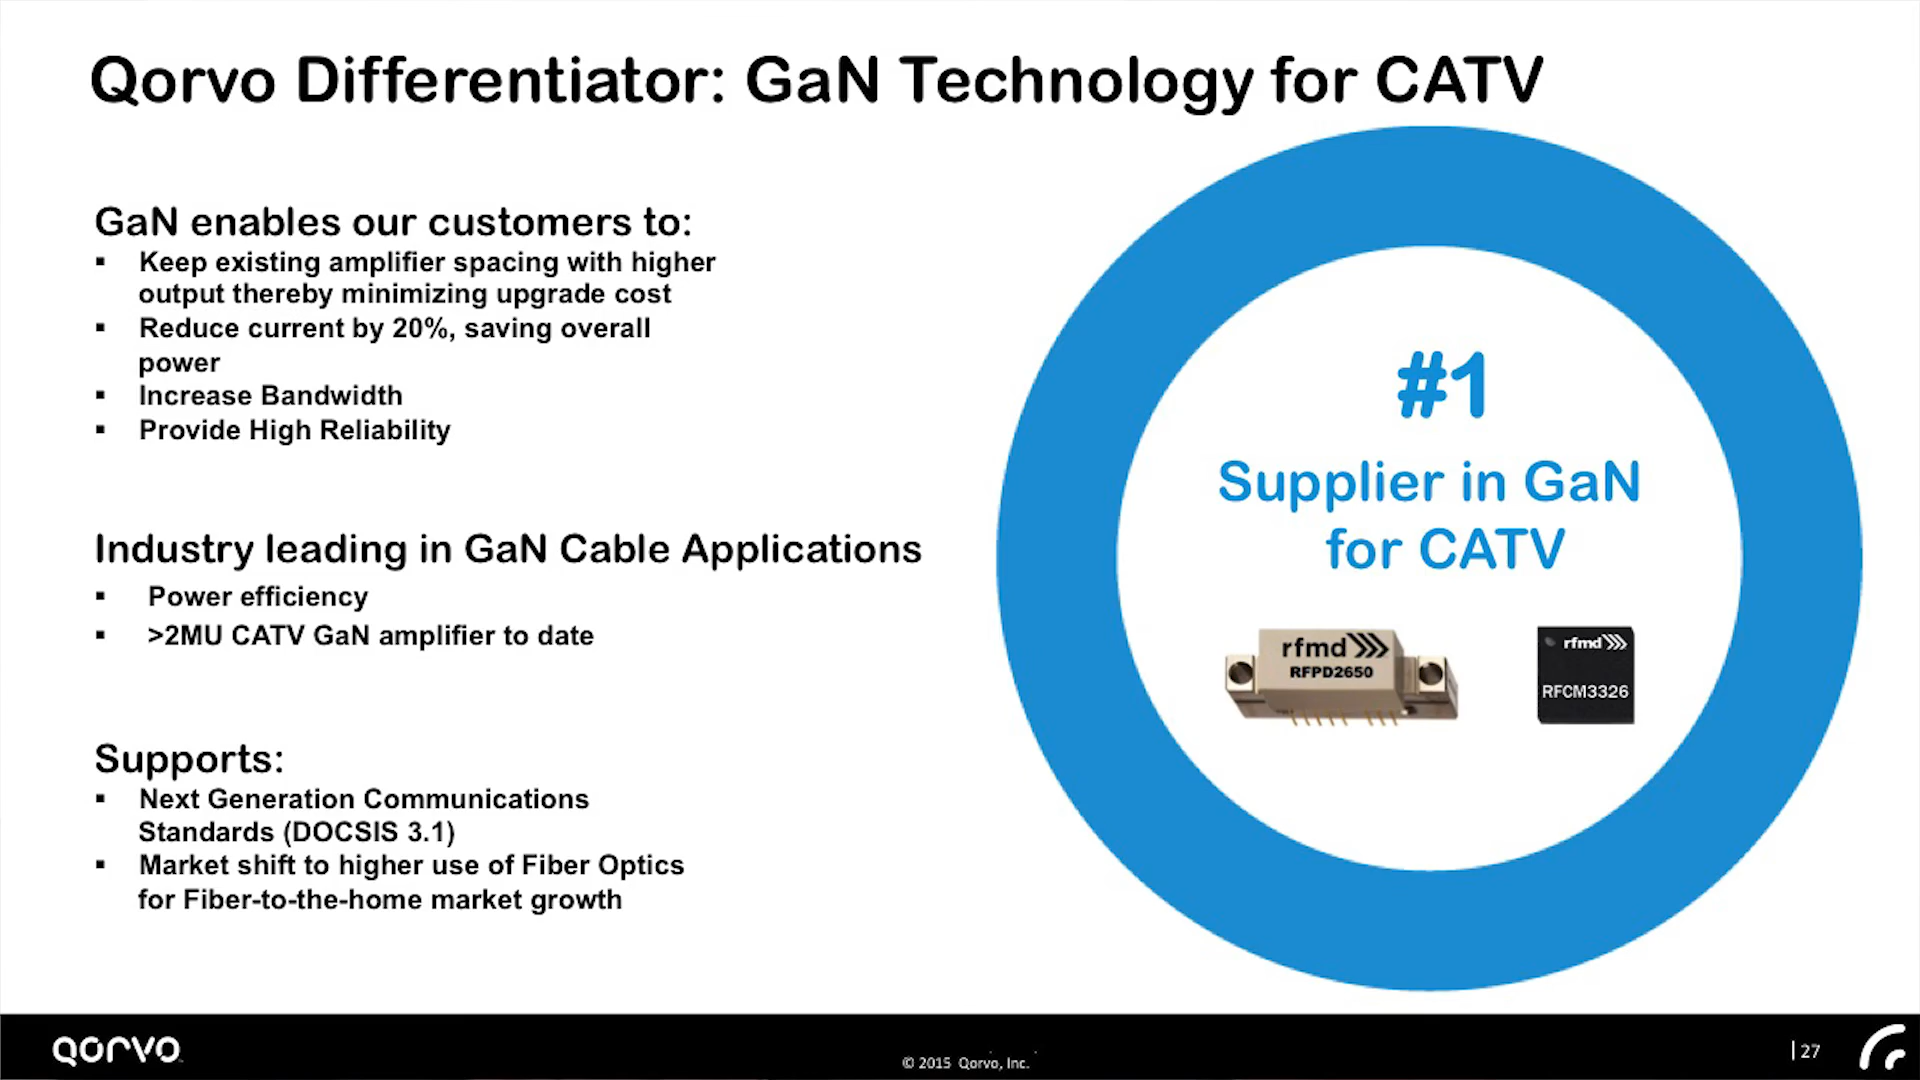 Qorvo Differentiator: GaN Technology for CATV
GaN enables our customers to:
▪ Keep existing amplifier spacing with higher
output thereby minimizing upgrade cost
▪ Reduce current by 20%, saving overall
power
▪ Increase Bandwidth
▪ Provide High Reliability
Industry leading in GaN Cable Applications
▪ Power efficiency
▪ >2MU CATV GaN amplifier to date
Supports:
▪ Next Generation Communications
Standards (DOCSIS 3.1)
▪ Market shift to higher use of Fiber Optics
for Fiber-to-the-home market growth
#1
Supplier in GaN
for CATV
rfmd
RFPD2650
rfmd
RFCM3326
QORVO
© 2015 Qorvo, Inc.
| 27